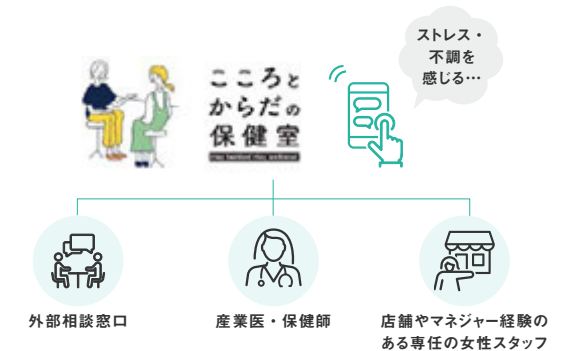 ストレス・
不調を
感じる…
こころと
からだの
保健室
外部相談窓口
産業医・保健師
店舗やマネジャー経験の
ある専任の女性スタッフ